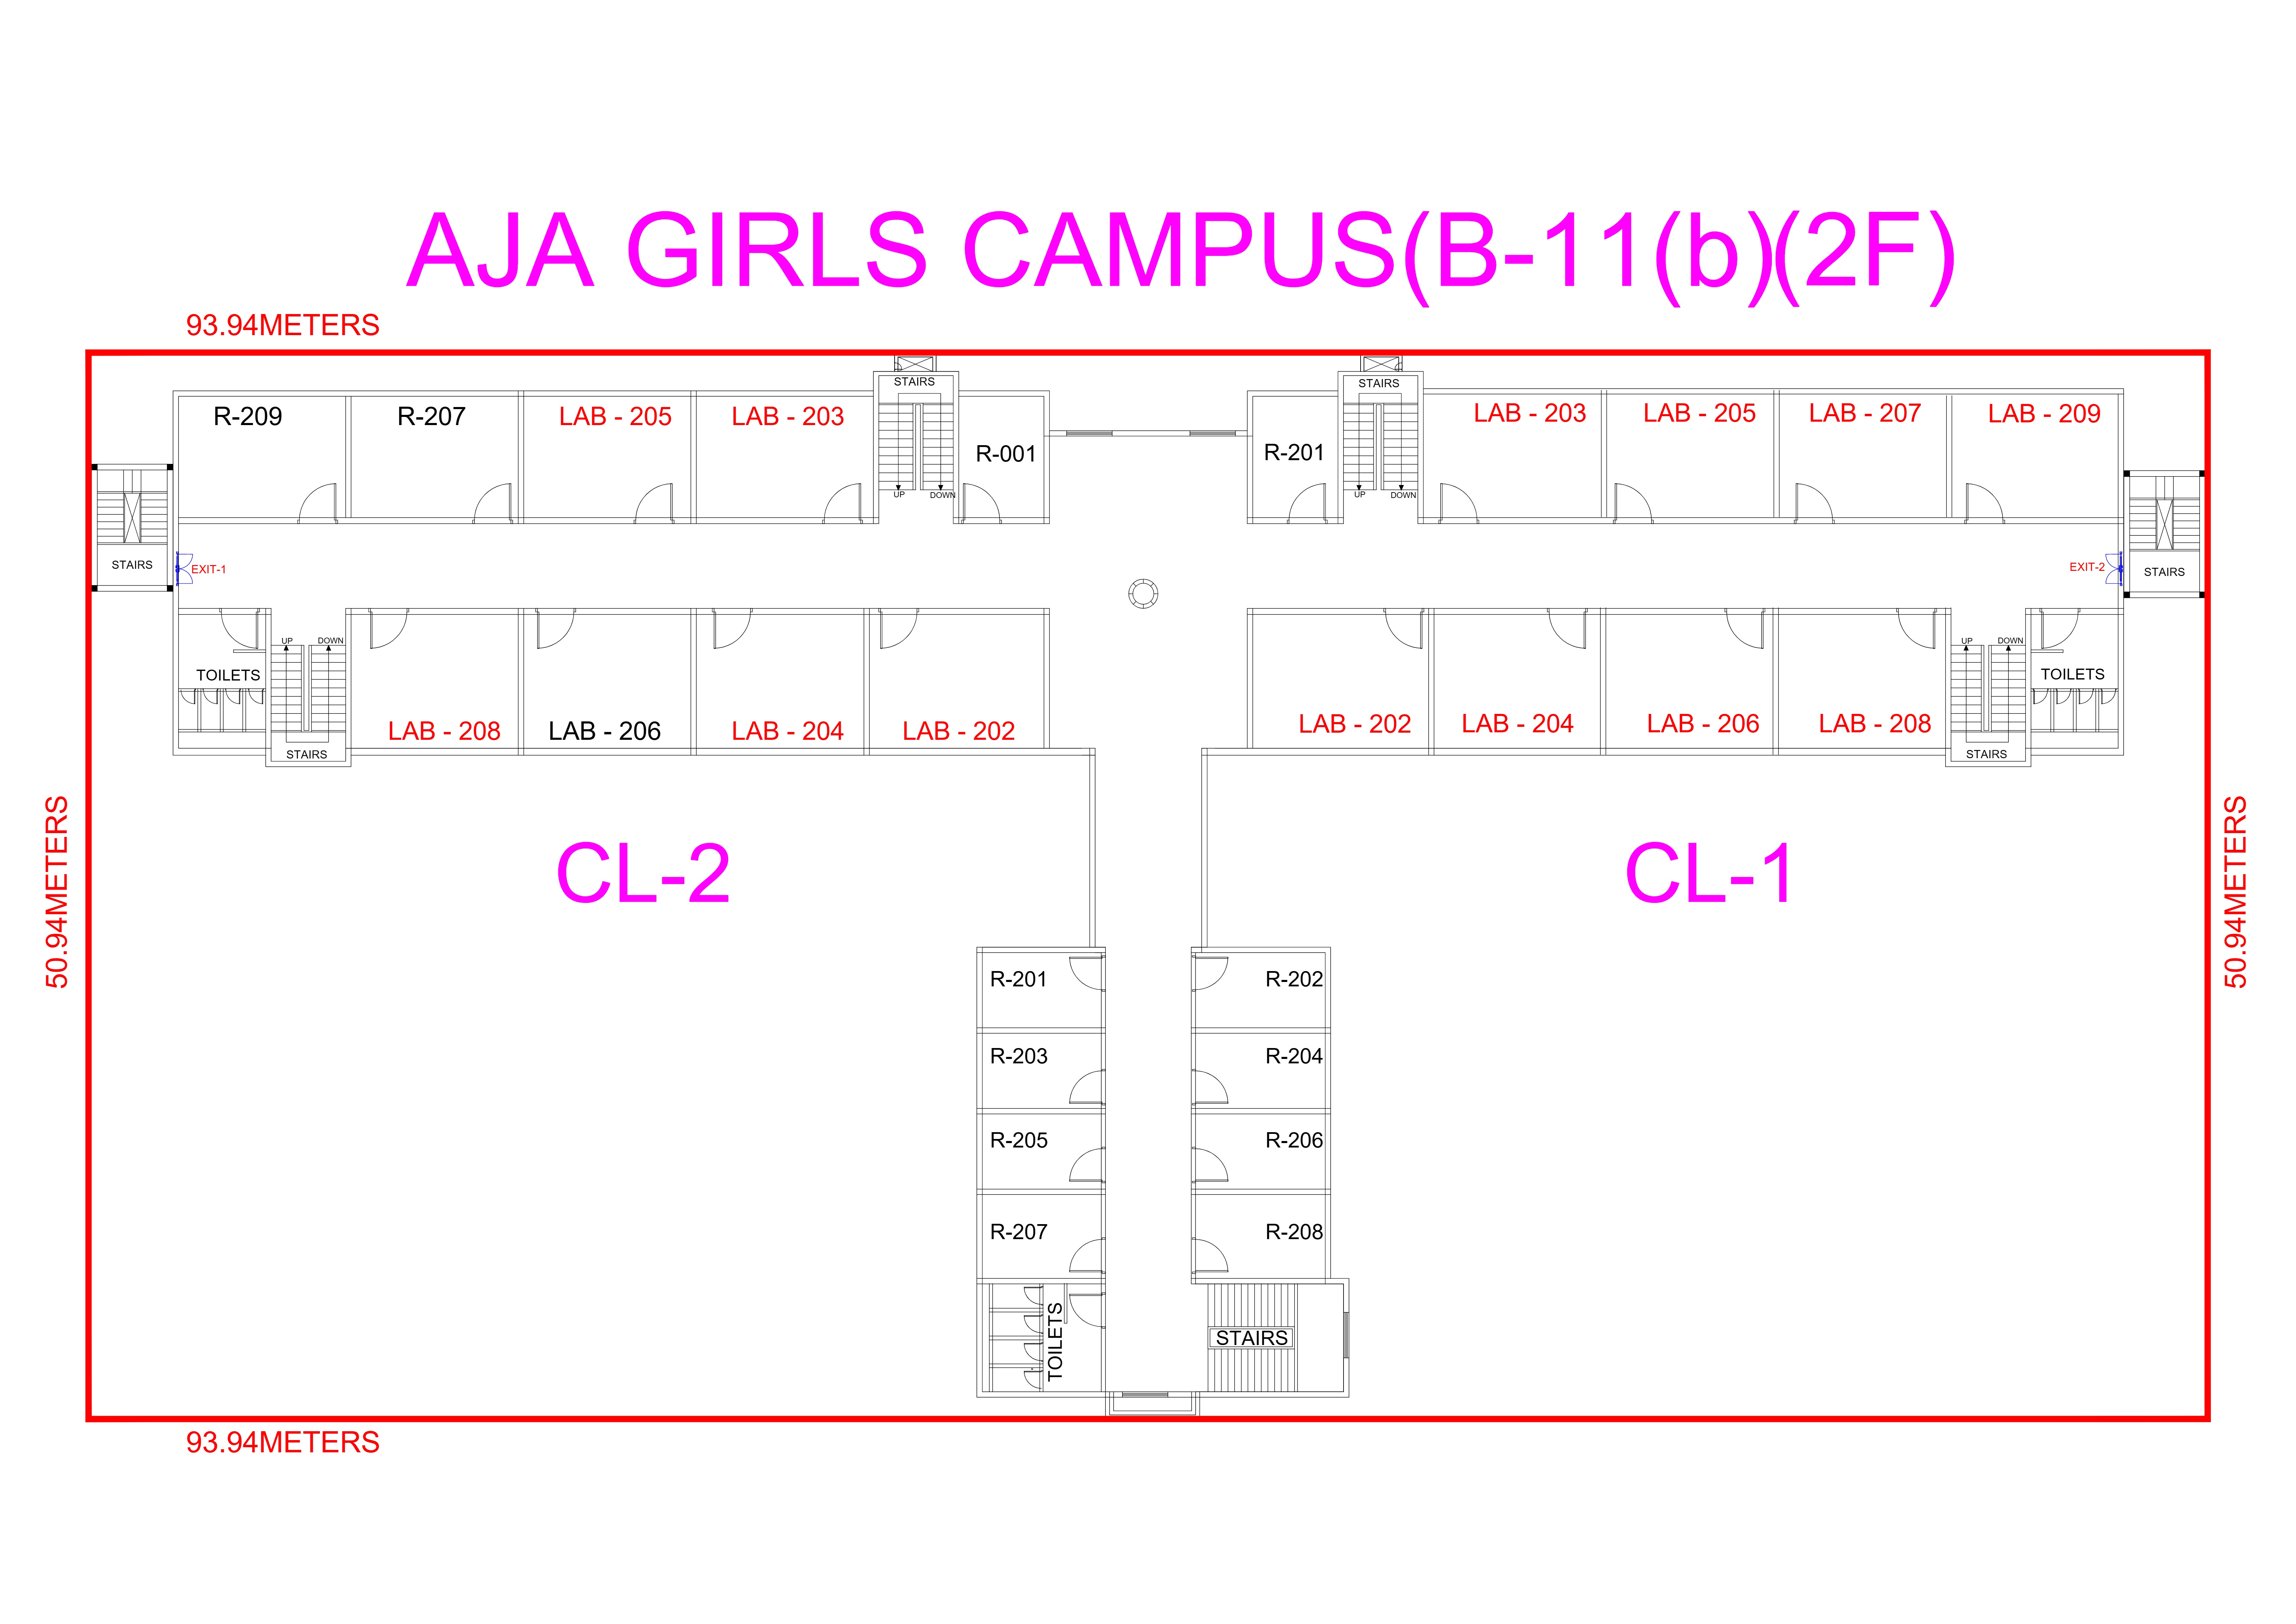 AJA GIRLS CAMPUS(B-11(b)(2F)
93.94METERS
STAIRS
STAIRS
R-209
R-207
LAB - 205
LAB - 203
R-001
R-201
LAB - 203
LAB - 205
LAB - 207
LAB - 209
UP
DOWN
UP
DOWN
STAIRS
EXIT-1
EXIT-2
STAIRS
UP
DOWN
UP
DOWN
TOILETS
TOILETS
LAB - 208
LAB - 206
LAB - 204
LAB - 202
LAB - 202
LAB - 204
LAB - 206
LAB - 208
STAIRS
STAIRS
50.94METERS
CL-2
CL-1
50.94METERS
R-201
R-202
R-203
R-204
R-205
R-206
R-207
R-208
TOILETS
STAIRS
93.94METERS